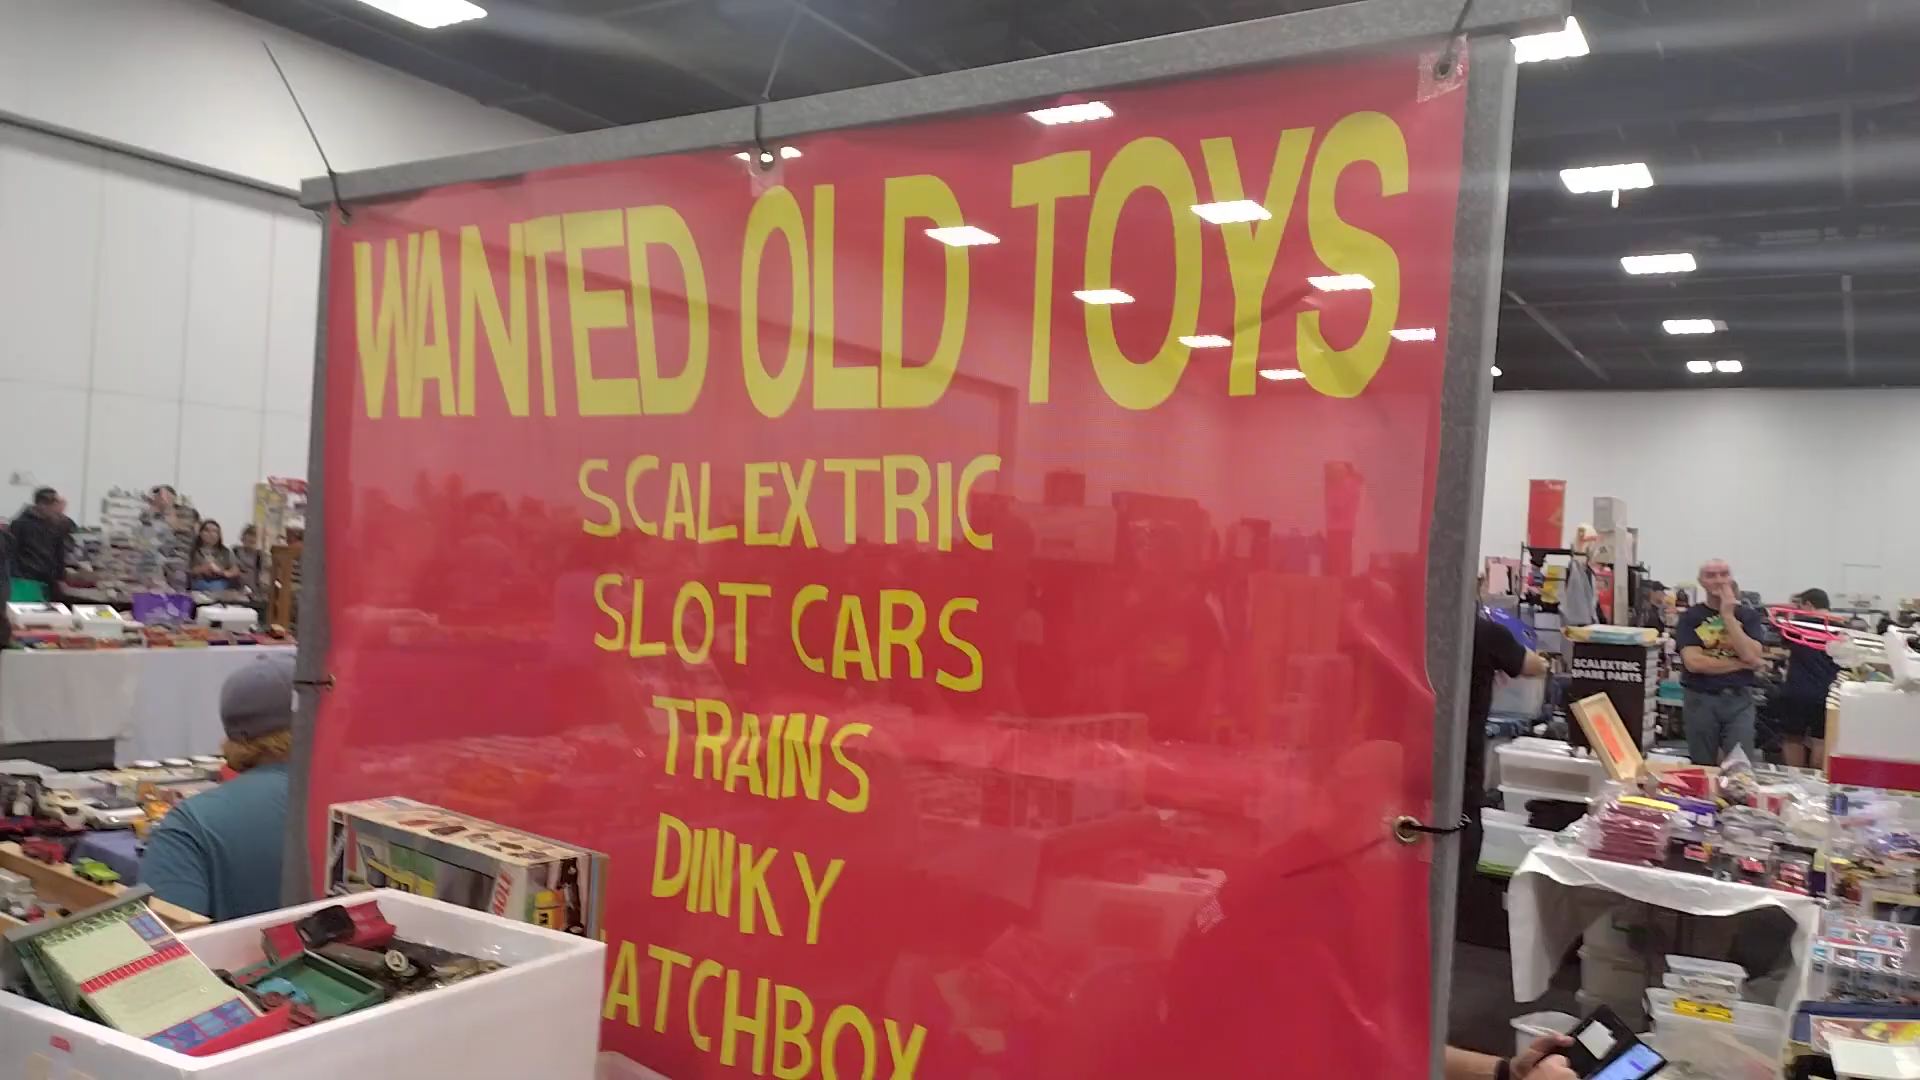 WANTED OLD TOYS
SCALEXTRIC
SLOT CARS
TRAINS
DINKY
ATCHBOX
SCALEXTRIC
SPARE PARTS